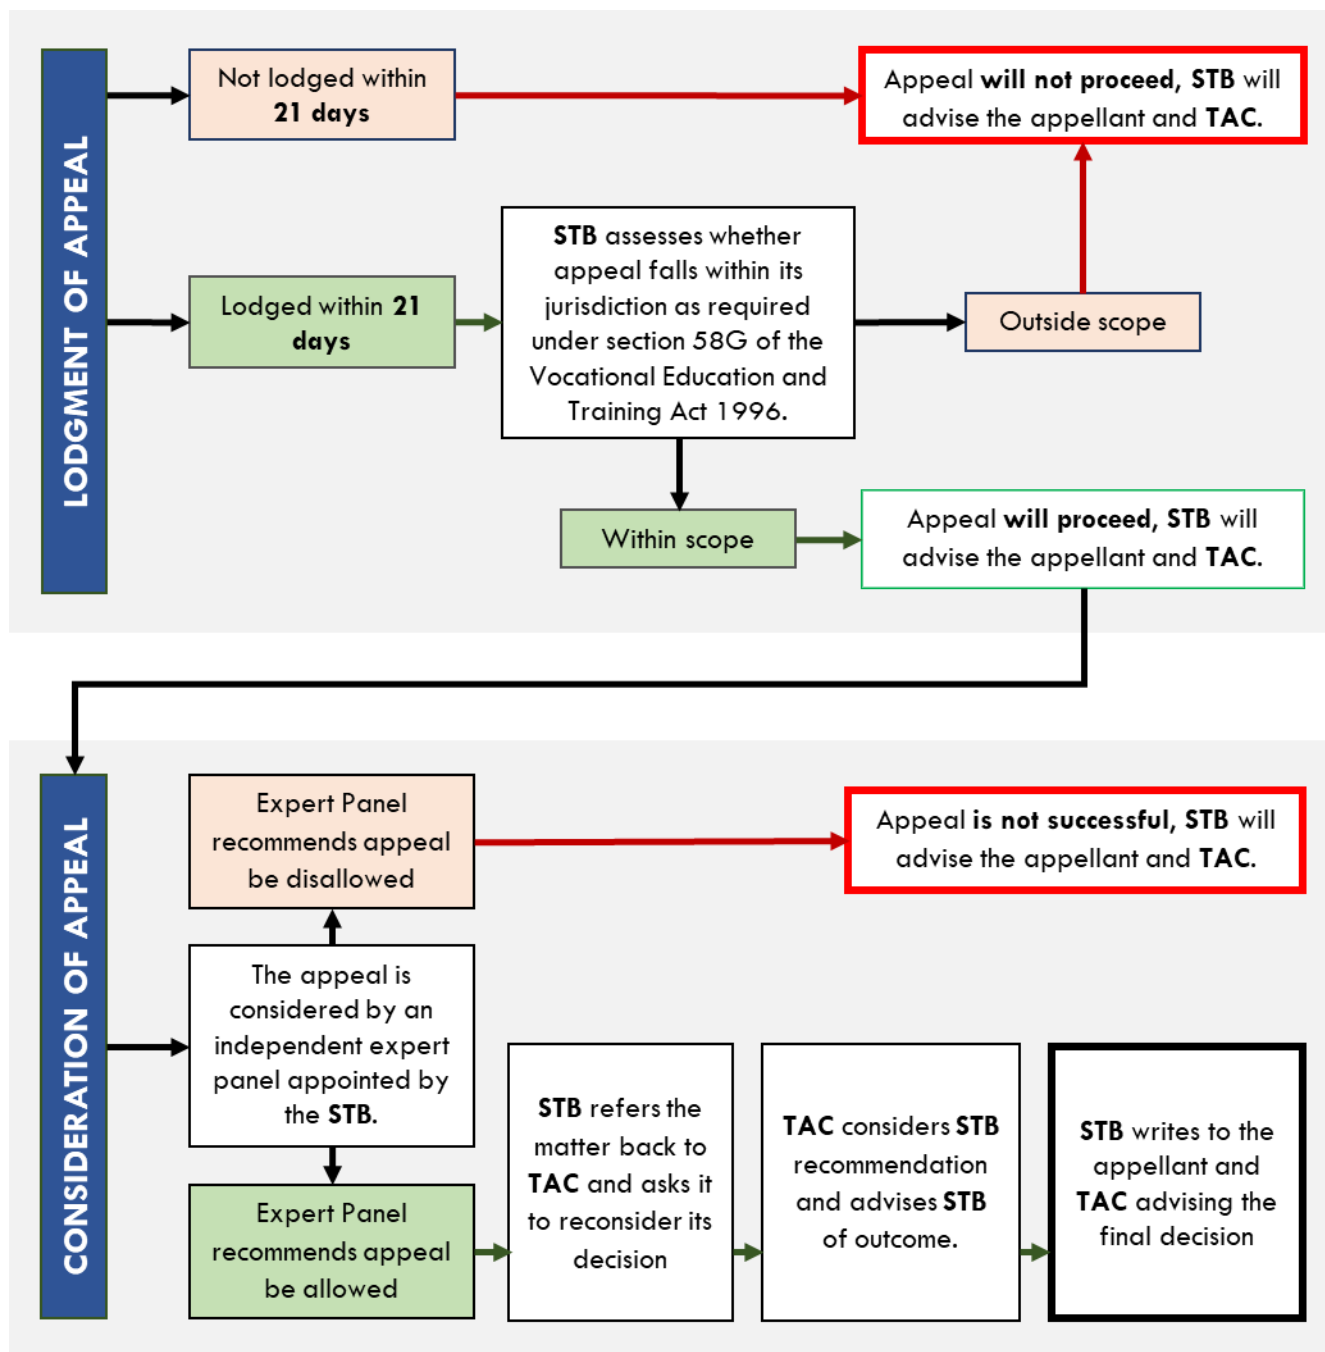 LODGMENT OF APPEAL
Not lodged within
21 days
Appeal will not proceed, STB will
advise the appellant and TAC.
Lodged within 21
days
STB assesses whether
appeal falls within its
jurisdiction as required
under section 58G of the
Vocational Education and
Training Act 1996.
Outside scope
Within scope
Appeal will proceed, STB will
advise the appellant and TAC.
CONSIDERATION OF APPEAL
Expert Panel
recommends appeal
be disallowed
Appeal is not successful, STB will
advise the appellant and TAC.
The appeal is
considered by an
independent expert
panel appointed by
the STB.
Expert Panel
recommends appeal
be allowed
STB refers the
matter back to
TAC and asks it
to reconsider its
decision
TAC considers STB
recommendation
and advises STB
of outcome.
STB writes to the
appellant and
TAC advising the
final decision